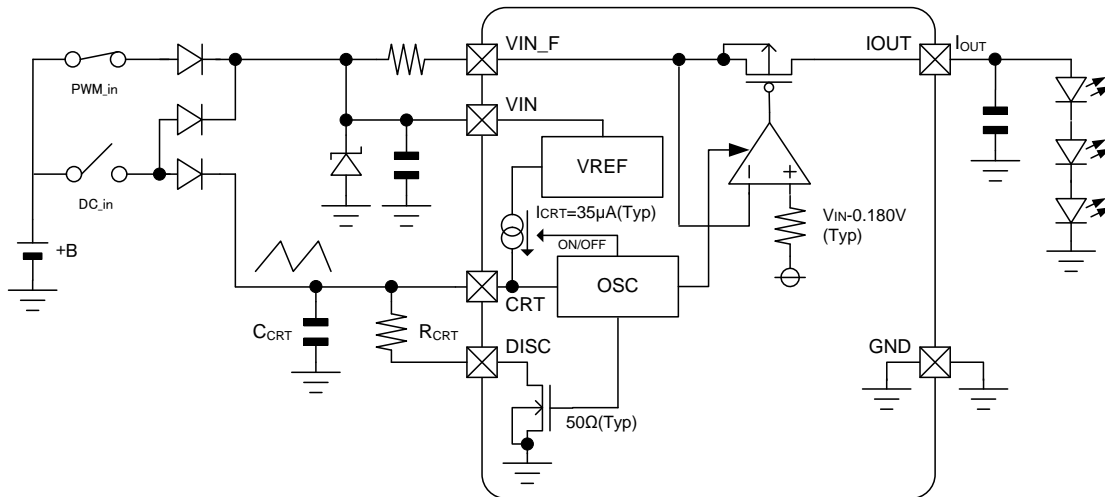 VIN_F
IOUT
IOUT
PWM_in
VIN
VREF
DC_in
ICRT=35μA(Typ)
VIN-0.180V
(Typ)
ON/OFF
+B
OSC
CRT
CCRT
RCRT
DISC
GND
50Ω(Typ)
− +